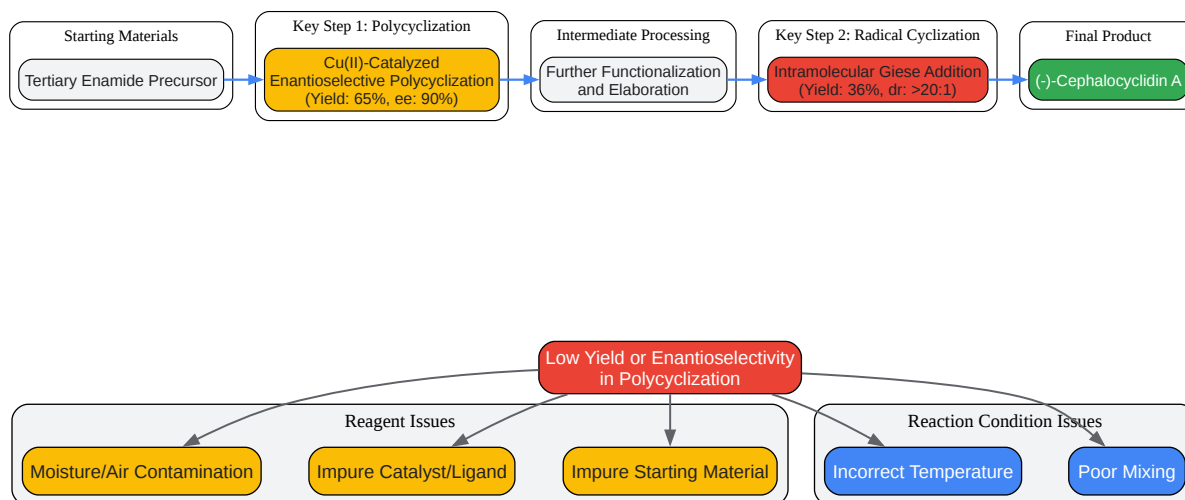 Starting Materials
Tertiary Enamide Precursor
Key Step 1: Polycyclization
Cu(II)-Catalyzed
Enantioselective Polycyclization
(Yield: 65%, ee: 90%)
Intermediate Processing
Further Functionalization
and Elaboration
Key Step 2: Radical Cyclization
Intramolecular Giese Addition
(Yield: 36%, dr: >20:1)
Final Product
(-)-Cephalocyclidin A
Low Yield or Enantioselectivity
in Polycyclization
Reagent Issues
Moisture/Air Contamination
Impure Catalyst/Ligand
Impure Starting Material
Reaction Condition Issues
Incorrect Temperature
Poor Mixing